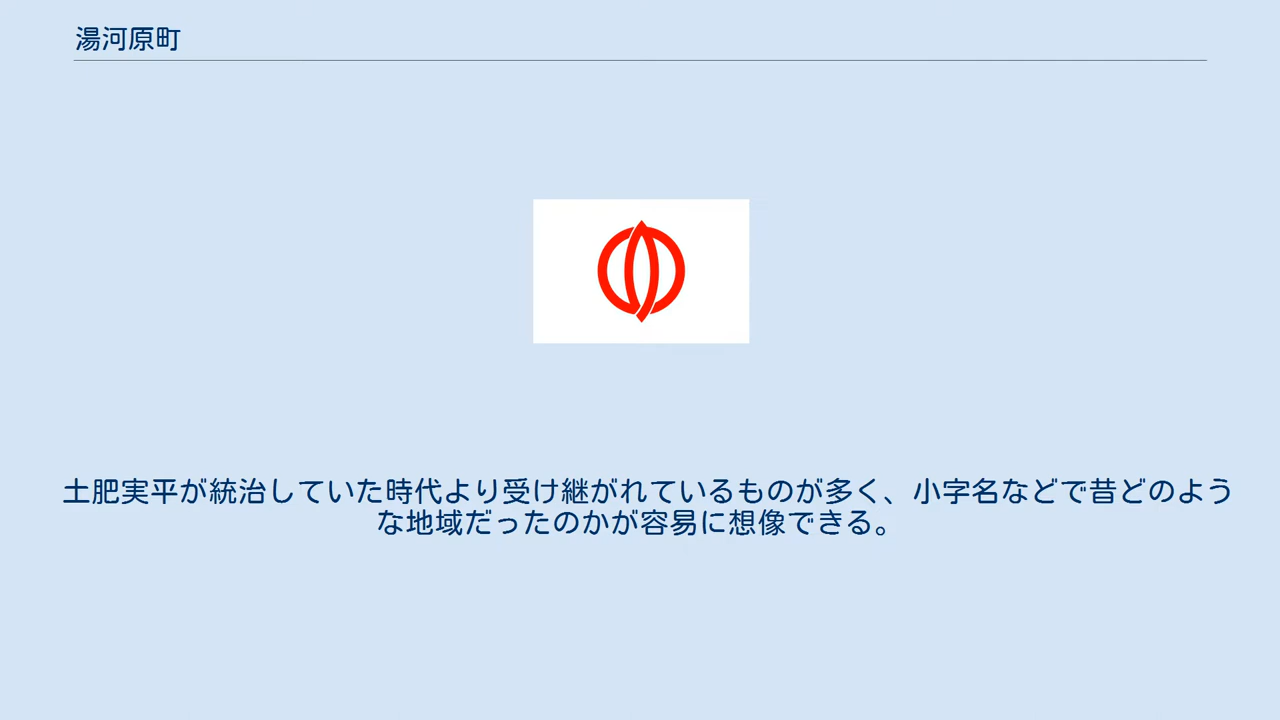 湯河原町
土肥実平が統治していた時代より受け継がれているものが多く、小字名などで昔どのよう
な地域だったのかが容易に想像できる。